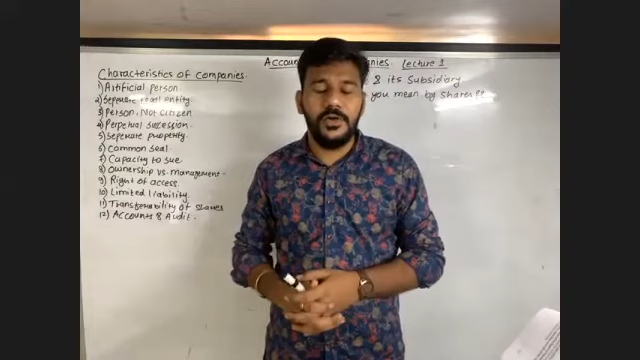 Accoun nies. Lecture 1
& its Subsidiary
you mean by Shares ?
Characteristics of companies
1) Artificial person.
2) Seperate legal entity.
3) Person, Not citizen
4) Perpetual succession.
5) Seperate property.
6) Common seal.
7) Capacity to sue
8) Ownership vs. management.
9) Right of access.
10) Limited liability.
11) Transferability of shares
12) Accounts & Audit.